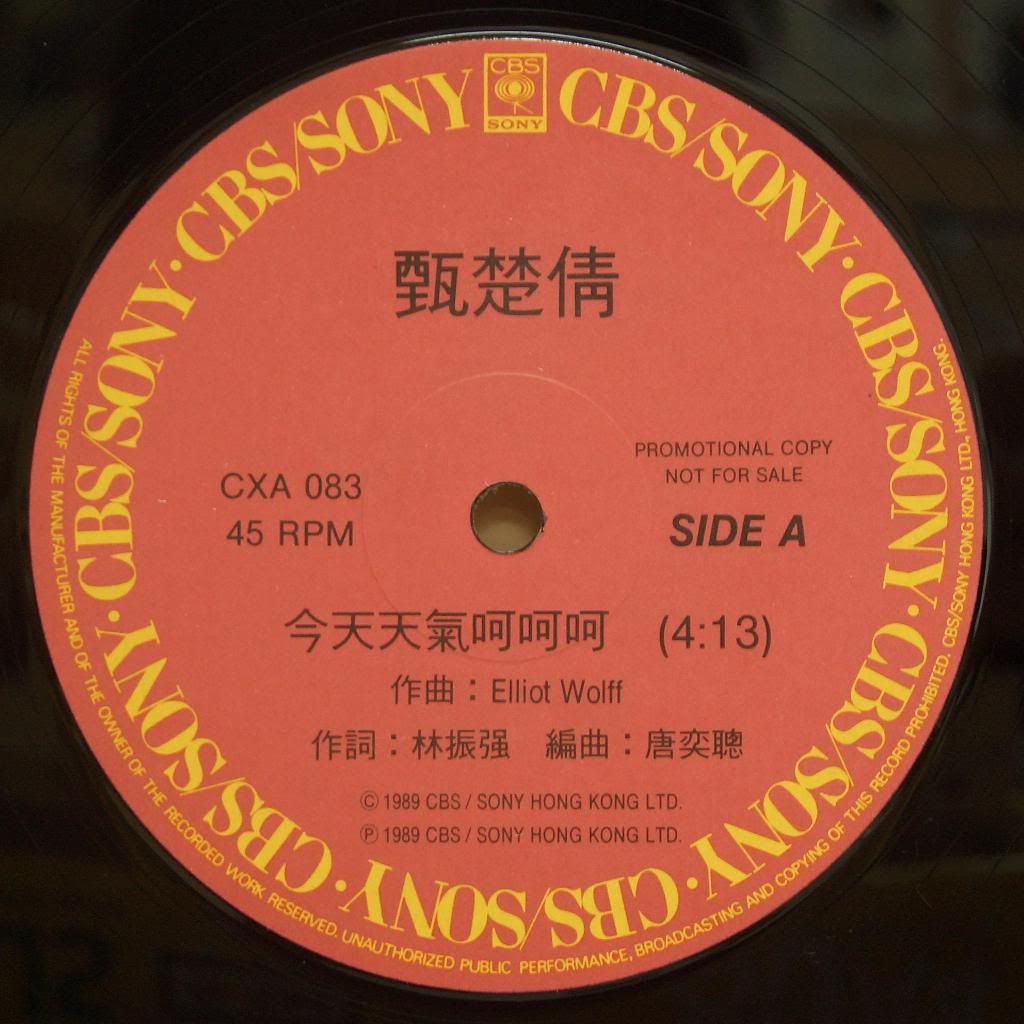 CBS
SONY
CBS/SONY · CBS/SONY · CBS/SONY · CBS/SONY · CBS/SONY · CBS/SONY · CBS/SONY · CBS/SONY
甄楚倩
PROMOTIONAL COPY
NOT FOR SALE
CXA 083
45 RPM
SIDE A
今天天氣呵呵呵 (4:13)
作曲：Elliot Wolff
作詞：林振强 編曲：唐奕聰
© 1989 CBS / SONY HONG KONG LTD.
℗ 1989 CBS / SONY HONG KONG LTD.
ALL RIGHTS OF THE MANUFACTURER AND OF THE OWNER OF THE RECORDED WORK RESERVED. UNAUTHORIZED PUBLIC PERFORMANCE, BROADCASTING AND COPYING OF THIS RECORD PROHIBITED. CBS/SONY HONG KONG LTD., HONG KONG.